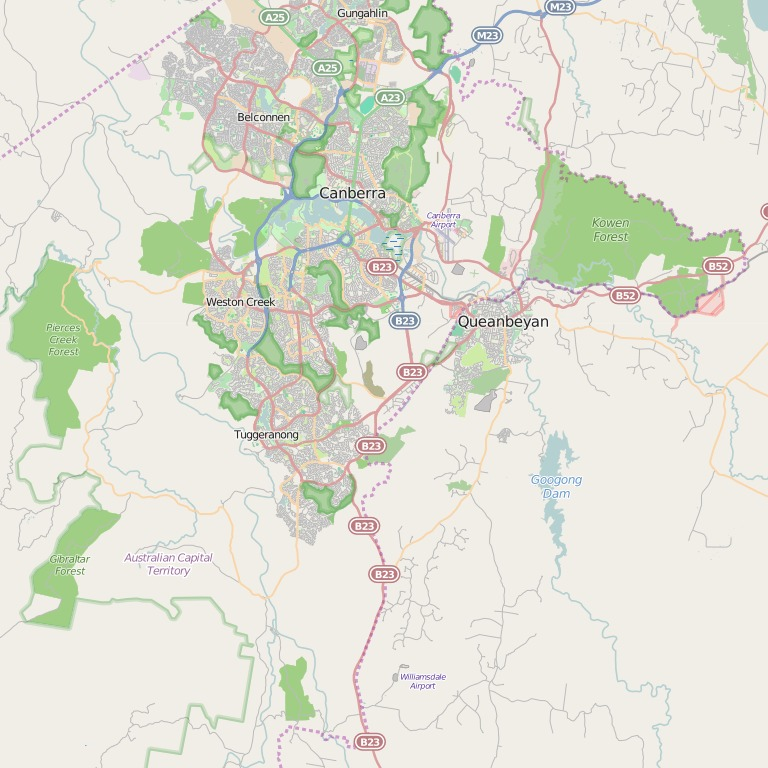 M23
Gungahlin
A25
M23
A25
A23
Belconnen
Canberra
Canberra
Airport
Kowen
Forest
B23
B52
B52
Weston Creek
B23
Queanbeyan
Pierces
Creek
Forest
B23
Tuggeranong
B23
Googong
Dam
B23
Gibraltar
Forest
Australian Capital
Territory
B23
Williamsdale
Airport
B23